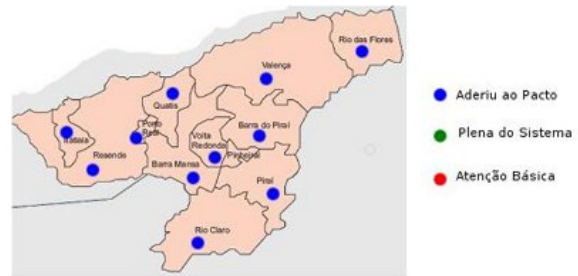 Rio das Flores
Valença
Quatis
Porto
Real
Itatiaia
Resende
Volta
Redonda
Barra do Piraí
Pinheiral
Barra Mansa
Piraí
Rio Claro
Aderiu ao Pacto
Plena do Sistema
Atenção Básica